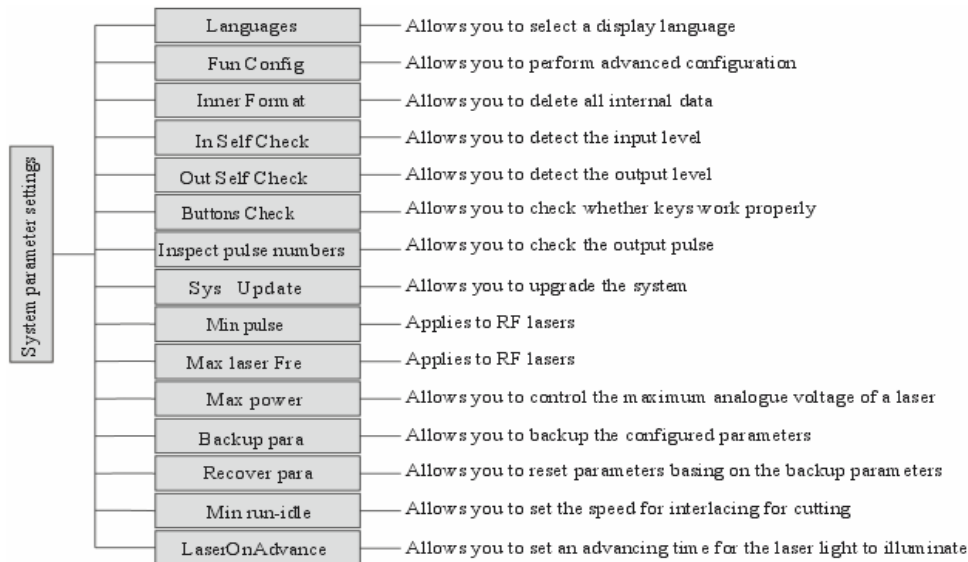 System parameter settings
Languages Allows you to select a display language
Fun Config Allows you to perform advanced configuration
Inner Format Allows you to delete all internal data
In Self Check Allows you to detect the input level
Out Self Check Allows you to detect the output level
Buttons Check Allows you to check whether keys work properly
Inspect pulse numbers Allows you to check the output pulse
Sys Update Allows you to upgrade the system
Min pulse Applies to RF lasers
Max laser Fre Applies to RF lasers
Max power Allows you to control the maximum analogue voltage of a laser
Backup para Allows you to backup the configured parameters
Recover para Allows you to reset parameters basing on the backup parameters
Min run-idle Allows you to set the speed for interlacing for cutting
LaserOnAdvance Allows you to set an advancing time for the laser light to illuminate